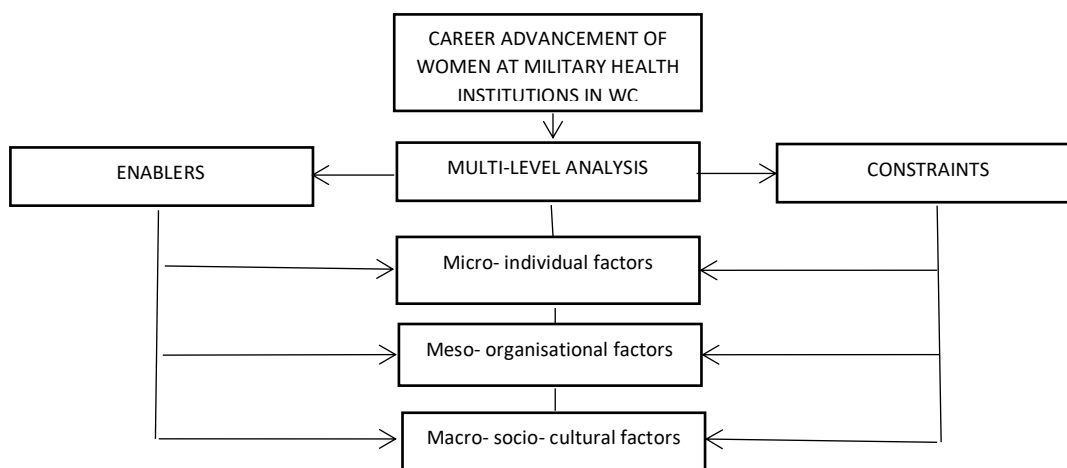 CAREER ADVANCEMENT OF
WOMEN AT MILITARY HEALTH
INSTITUTIONS IN WC
ENABLERS
MULTI-LEVEL ANALYSIS
CONSTRAINTS
Micro- individual factors
Meso- organisational factors
Macro- socio- cultural factors